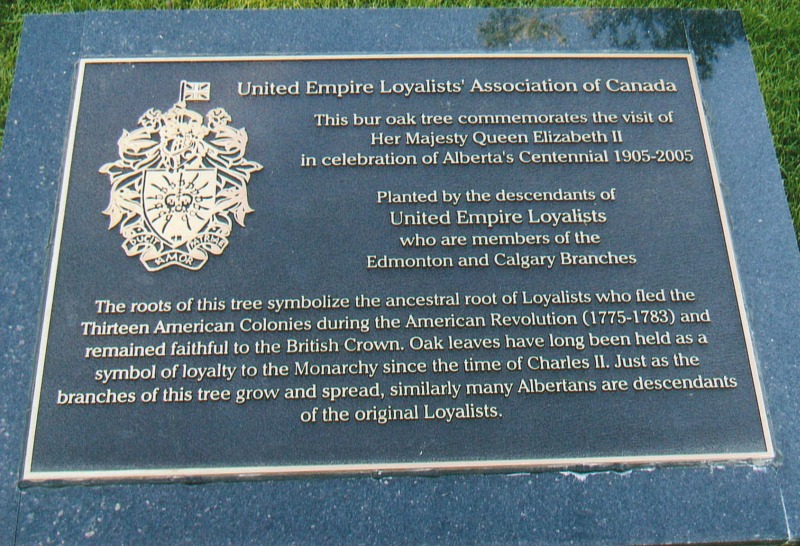 United Empire Loyalists' Association of Canada
This bur oak tree commemorates the visit of
Her Majesty Queen Elizabeth II
in celebration of Alberta's Centennial 1905-2005
Planted by the descendants of
United Empire Loyalists
who are members of the
Edmonton and Calgary Branches
DUCIT AMOR PATRIAE
The roots of this tree symbolize the ancestral root of Loyalists who fled the
Thirteen American Colonies during the American Revolution (1775-1783) and
remained faithful to the British Crown. Oak leaves have long been held as a
symbol of loyalty to the Monarchy since the time of Charles II. Just as the
branches of this tree grow and spread, similarly many Albertans are descendants
of the original Loyalists.